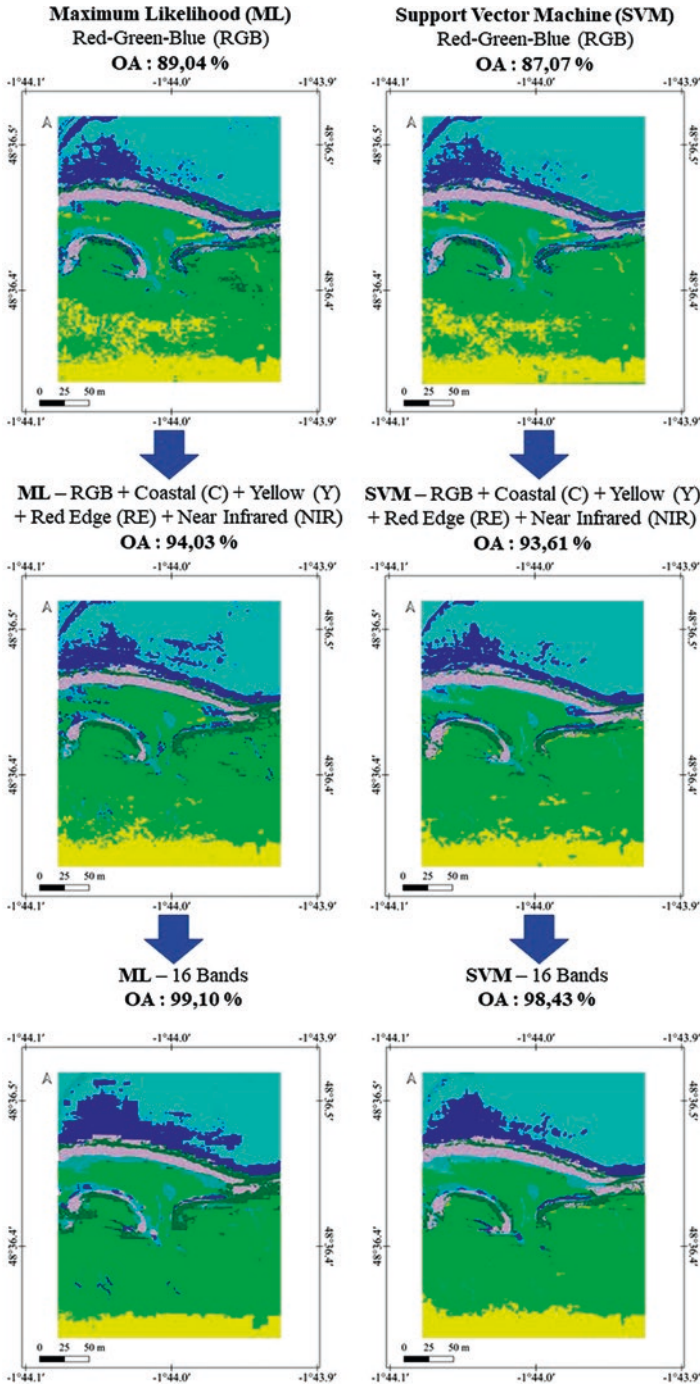 Maximum Likelihood (ML)
Red-Green-Blue (RGB)
OA : 89,04 %
-1°44.1' -1°44.0' -1°43.9'
48°36.5' 48°36.5'
48°36.4' 48°36.4'
0 25 50 m
-1°44.1' -1°44.0' -1°43.9'
Support Vector Machine (SVM)
Red-Green-Blue (RGB)
OA : 87,07 %
-1°44.1' -1°44.0' -1°43.9'
48°36.5' 48°36.5'
48°36.4' 48°36.4'
0 25 50 m
-1°44.1' -1°44.0' -1°43.9'
ML – RGB + Coastal (C) + Yellow (Y)
+ Red Edge (RE) + Near Infrared (NIR)
OA : 94,03 %
-1°44.1' -1°44.0' -1°43.9'
48°36.5' 48°36.5'
48°36.4' 48°36.4'
0 25 50 m
-1°44.1' -1°44.0' -1°43.9'
SVM – RGB + Coastal (C) + Yellow (Y)
+ Red Edge (RE) + Near Infrared (NIR)
OA : 93,61 %
-1°44.1' -1°44.0' -1°43.9'
48°36.5' 48°36.5'
48°36.4' 48°36.4'
0 25 50 m
-1°44.1' -1°44.0' -1°43.9'
ML – 16 Bands
OA : 99,10 %
-1°44.1' -1°44.0' -1°43.9'
48°36.5' 48°36.5'
48°36.4' 48°36.4'
0 25 50 m
-1°44.1' -1°44.0' -1°43.9'
SVM – 16 Bands
OA : 98,43 %
-1°44.1' -1°44.0' -1°43.9'
48°36.5' 48°36.5'
48°36.4' 48°36.4'
0 25 50 m
-1°44.1' -1°44.0' -1°43.9'